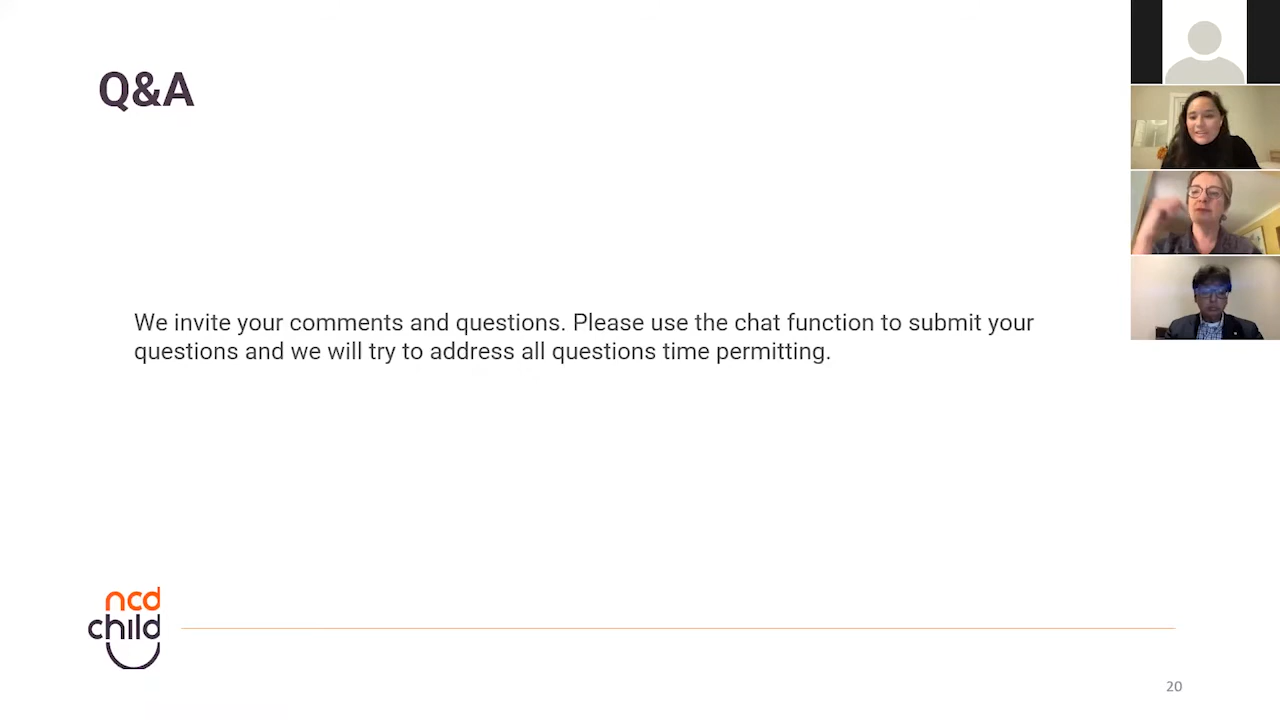 Q&A
We invite your comments and questions. Please use the chat function to submit your
questions and we will try to address all questions time permitting.
ncd
child
20